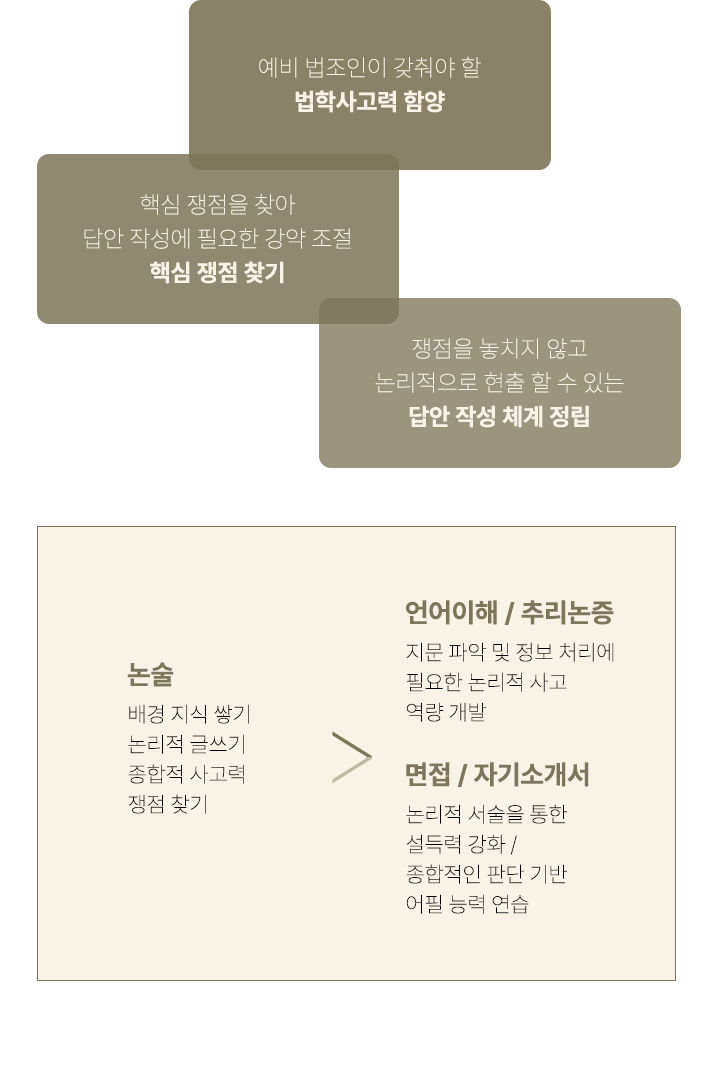 예비 법조인이 갖춰야 할
법학사고력 함양
핵심 쟁점을 찾아
답안 작성에 필요한 강약 조절
핵심 쟁점 찾기
쟁점을 놓치지 않고
논리적으로 현출 할 수 있는
답안 작성 체계 정립
논술
배경 지식 쌓기
논리적 글쓰기
종합적 사고력
쟁점 찾기
언어이해 / 추리논증
지문 파악 및 정보 처리에
필요한 논리적 사고
역량 개발
면접 / 자기소개서
논리적 서술을 통한
설득력 강화 /
종합적인 판단 기반
어필 능력 연습